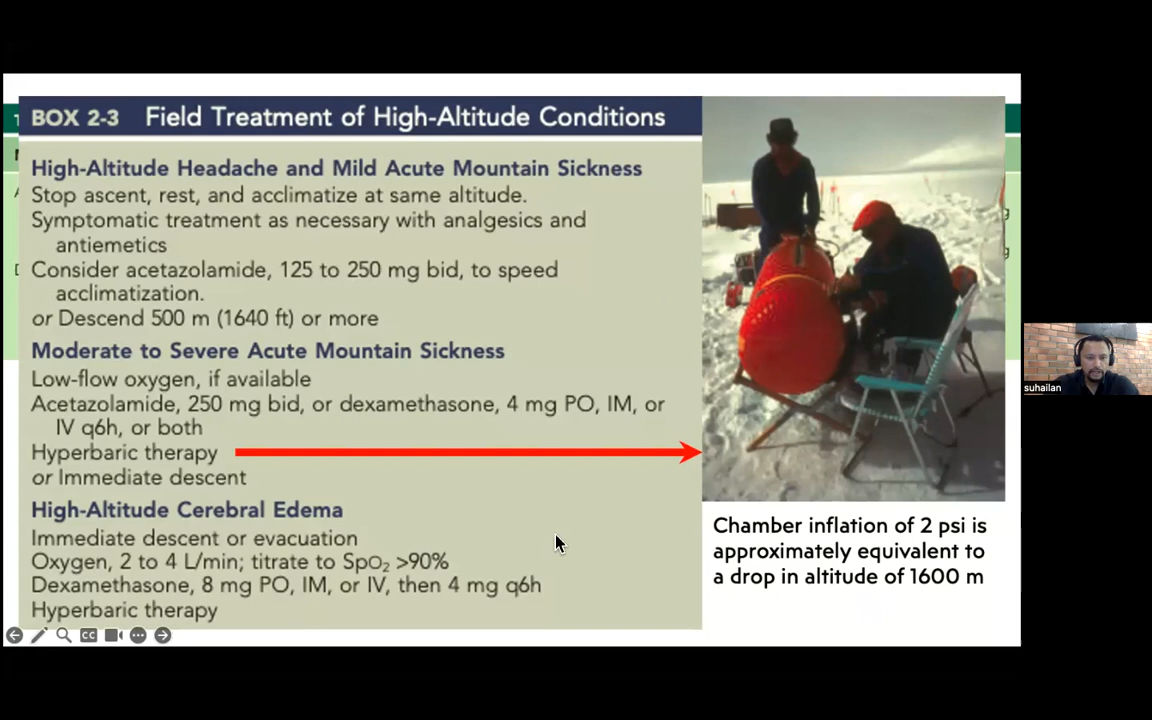 BOX 2-3 Field Treatment of High-Altitude Conditions
High-Altitude Headache and Mild Acute Mountain Sickness
Stop ascent, rest, and acclimatize at same altitude.
Symptomatic treatment as necessary with analgesics and
antiemetics
Consider acetazolamide, 125 to 250 mg bid, to speed
acclimatization.
or Descend 500 m (1640 ft) or more
Moderate to Severe Acute Mountain Sickness
Low-flow oxygen, if available
Acetazolamide, 250 mg bid, or dexamethasone, 4 mg PO, IM, or
IV q6h, or both
Hyperbaric therapy
or Immediate descent
High-Altitude Cerebral Edema
Immediate descent or evacuation
Oxygen, 2 to 4 L/min; titrate to SpO₂ >90%
Dexamethasone, 8 mg PO, IM, or IV, then 4 mg q6h
Hyperbaric therapy
Chamber inflation of 2 psi is
approximately equivalent to
a drop in altitude of 1600 m
CC
suhailan